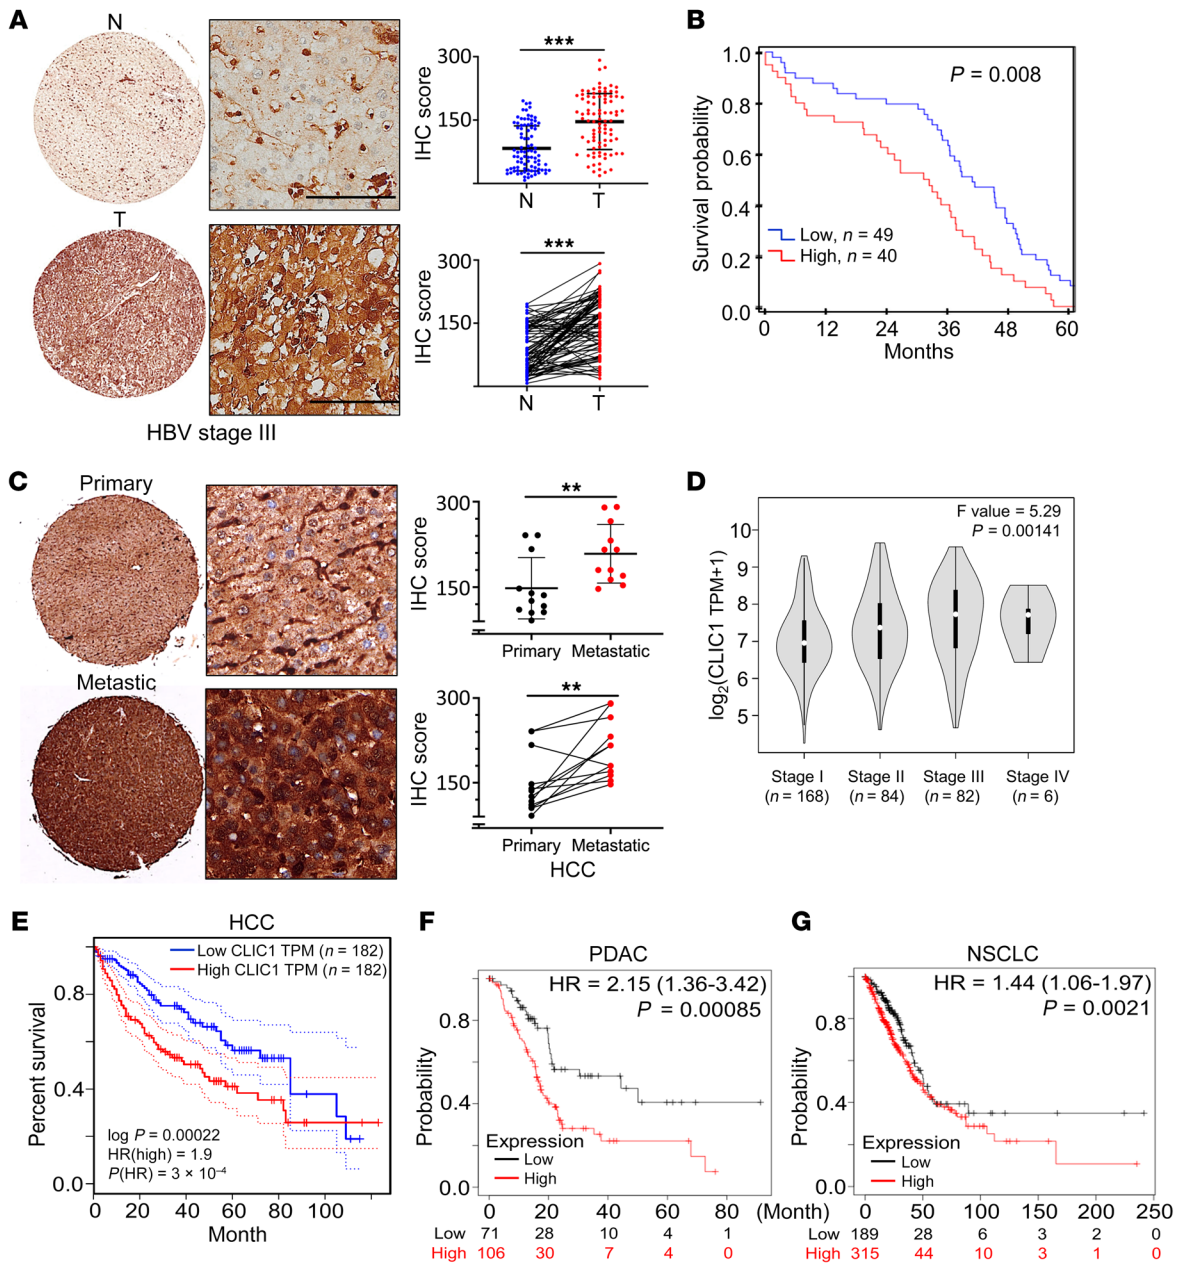 A
N
T
HBV stage III
***
300
150
IHC score
N
T
***
300
150
IHC score
N
T
B
P = 0.008
1.0
0.8
0.6
0.4
0.2
0.0
Survival probability
Low, n = 49
High, n = 40
0
12
24
36
48
60
Months
C
Primary
Metastic
**
300
150
IHC score
Primary
Metastatic
**
300
150
IHC score
Primary
Metastatic
HCC
D
F value = 5.29
P = 0.00141
10
9
8
7
6
5
log2(CLIC1 TPM+1)
Stage I
(n = 168)
Stage II
(n = 84)
Stage III
(n = 82)
Stage IV
(n = 6)
E
HCC
Low CLIC1 TPM (n = 182)
High CLIC1 TPM (n = 182)
0.8
0.4
0.0
Percent survival
log P = 0.00022
HR(high) = 1.9
P(HR) = 3 × 10⁻⁴
0 20 40 60 80 100
Month
F
PDAC
HR = 2.15 (1.36-3.42)
P = 0.00085
0.8
0.4
0.0
Probability
Expression
Low
High
0 20 40 60 80 (Month)
Low 71 28 10 4 1
High 106 30 7 4 0
G
NSCLC
HR = 1.44 (1.06-1.97)
P = 0.0021
0.8
0.4
0.0
Probability
Expression
Low
High
0 50 100 150 200 250
Low 189 28 6 3 2 0
High 315 44 10 3 1 0